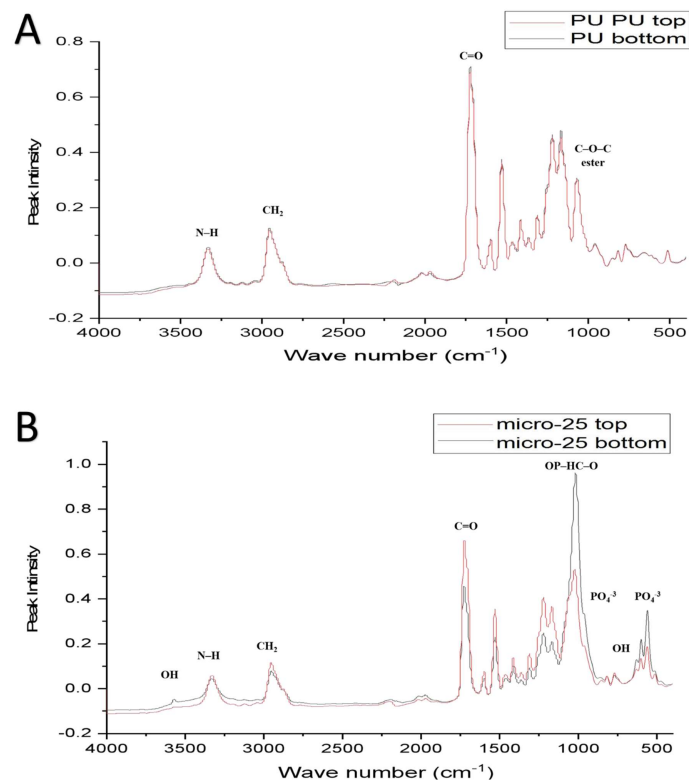 A
PU PU top
PU bottom
C=O
C–O–C
ester
CH₂
N–H
Peak Intinsity
0.8
0.6
0.4
0.2
0.0
-0.2
4000 3500 3000 2500 2000 1500 1000 500
Wave number (cm⁻¹)
B
micro-25 top
micro-25 bottom
OP–HC–O
C=O
PO₄⁻³ PO₄⁻³
OH
N–H
CH₂
OH
Peak Intinsity
1.0
0.8
0.6
0.4
0.2
0.0
-0.2
4000 3500 3000 2500 2000 1500 1000 500
Wave number (cm⁻¹)